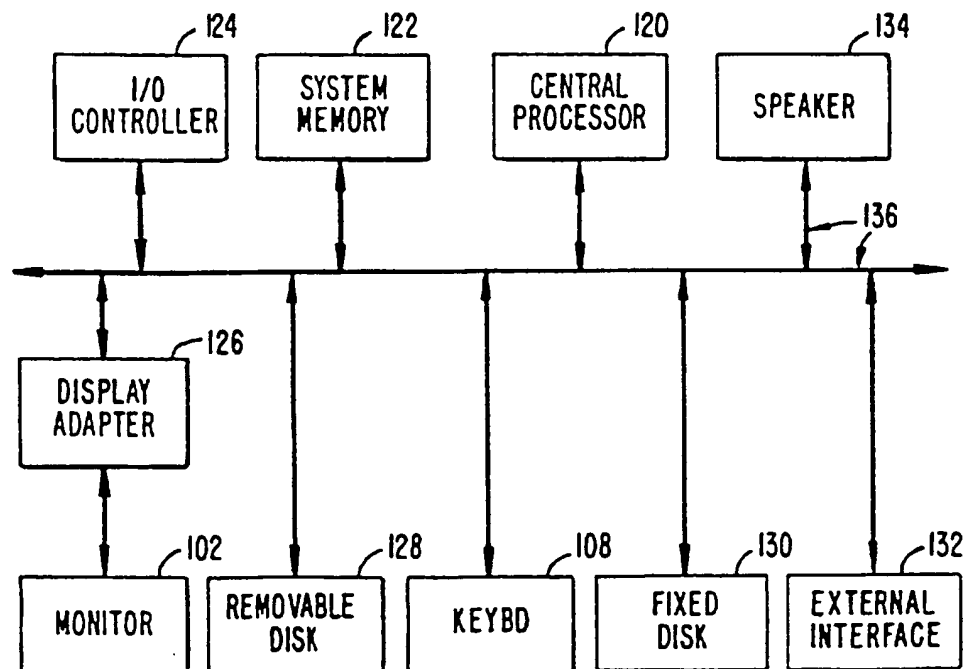 124
122
120
134
I/O
CONTROLLER
SYSTEM
MEMORY
CENTRAL
PROCESSOR
SPEAKER
136
126
DISPLAY
ADAPTER
102
128
108
130
132
MONITOR
REMOVABLE
DISK
KEYBD
FIXED
DISK
EXTERNAL
INTERFACE